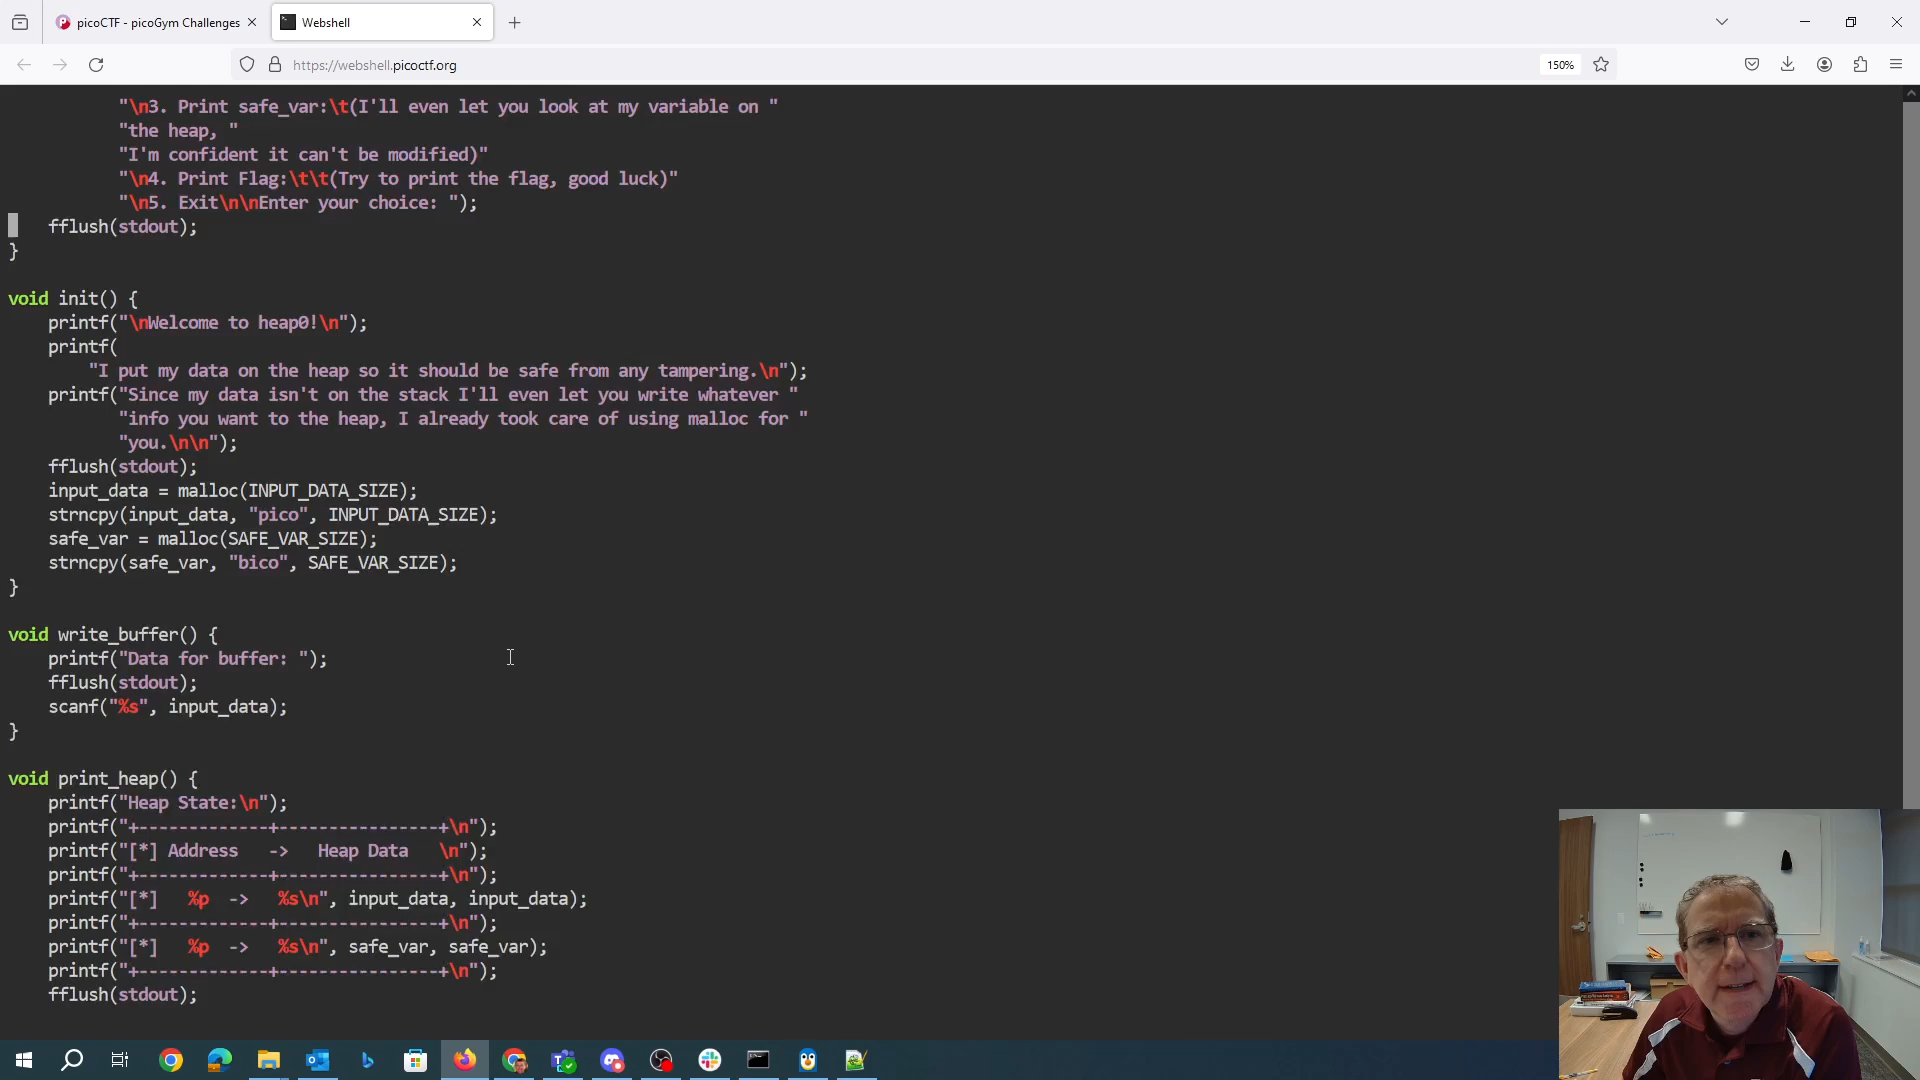 picoCTF - picoGym Challenges
Webshell
https://webshell.picoctf.org
150%
"\n3. Print safe_var:\t(I'll even let you look at my variable on "
"the heap, "
"I'm confident it can't be modified)"
"\n4. Print Flag:\t\t(Try to print the flag, good luck)"
"\n5. Exit\n\nEnter your choice: ");
fflush(stdout);
}
void init() {
printf("\nWelcome to heap0!\n");
printf(
"I put my data on the heap so it should be safe from any tampering.\n");
printf("Since my data isn't on the stack I'll even let you write whatever "
"info you want to the heap, I already took care of using malloc for "
"you.\n\n");
fflush(stdout);
input_data = malloc(INPUT_DATA_SIZE);
strncpy(input_data, "pico", INPUT_DATA_SIZE);
safe_var = malloc(SAFE_VAR_SIZE);
strncpy(safe_var, "bico", SAFE_VAR_SIZE);
}
void write_buffer() {
printf("Data for buffer: ");
fflush(stdout);
scanf("%s", input_data);
}
void print_heap() {
printf("Heap State:\n");
printf("+-------------+----------------+\n");
printf("[*] Address   ->   Heap Data   \n");
printf("+-------------+----------------+\n");
printf("[*]   %p  ->   %s\n", input_data, input_data);
printf("+-------------+----------------+\n");
printf("[*]   %p  ->   %s\n", safe_var, safe_var);
printf("+-------------+----------------+\n");
fflush(stdout);